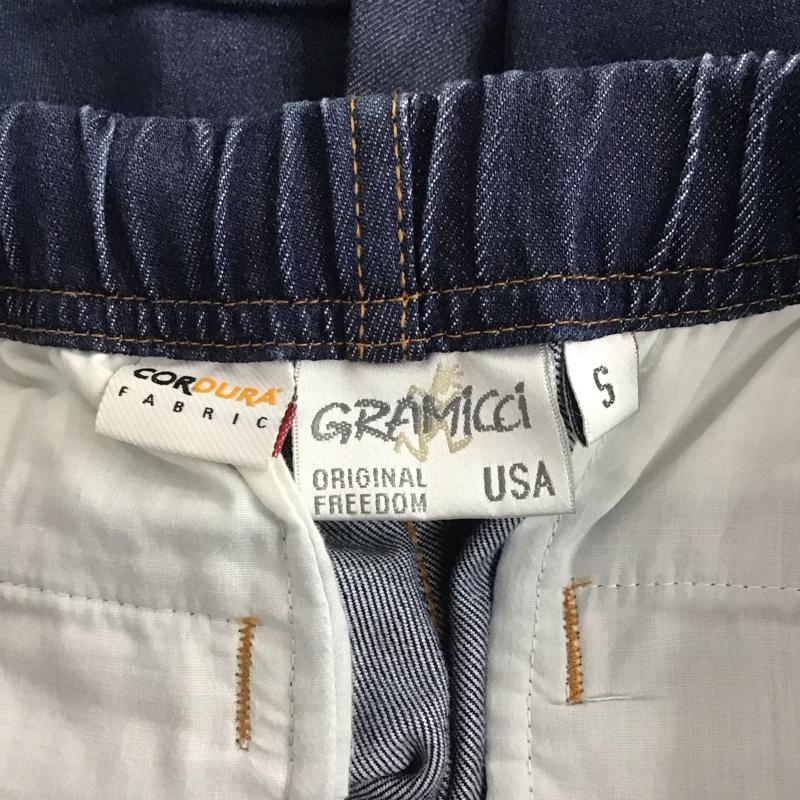 CORDURA®
FABRIC
GRAMICCi
ORIGINAL
FREEDOM
USA
S